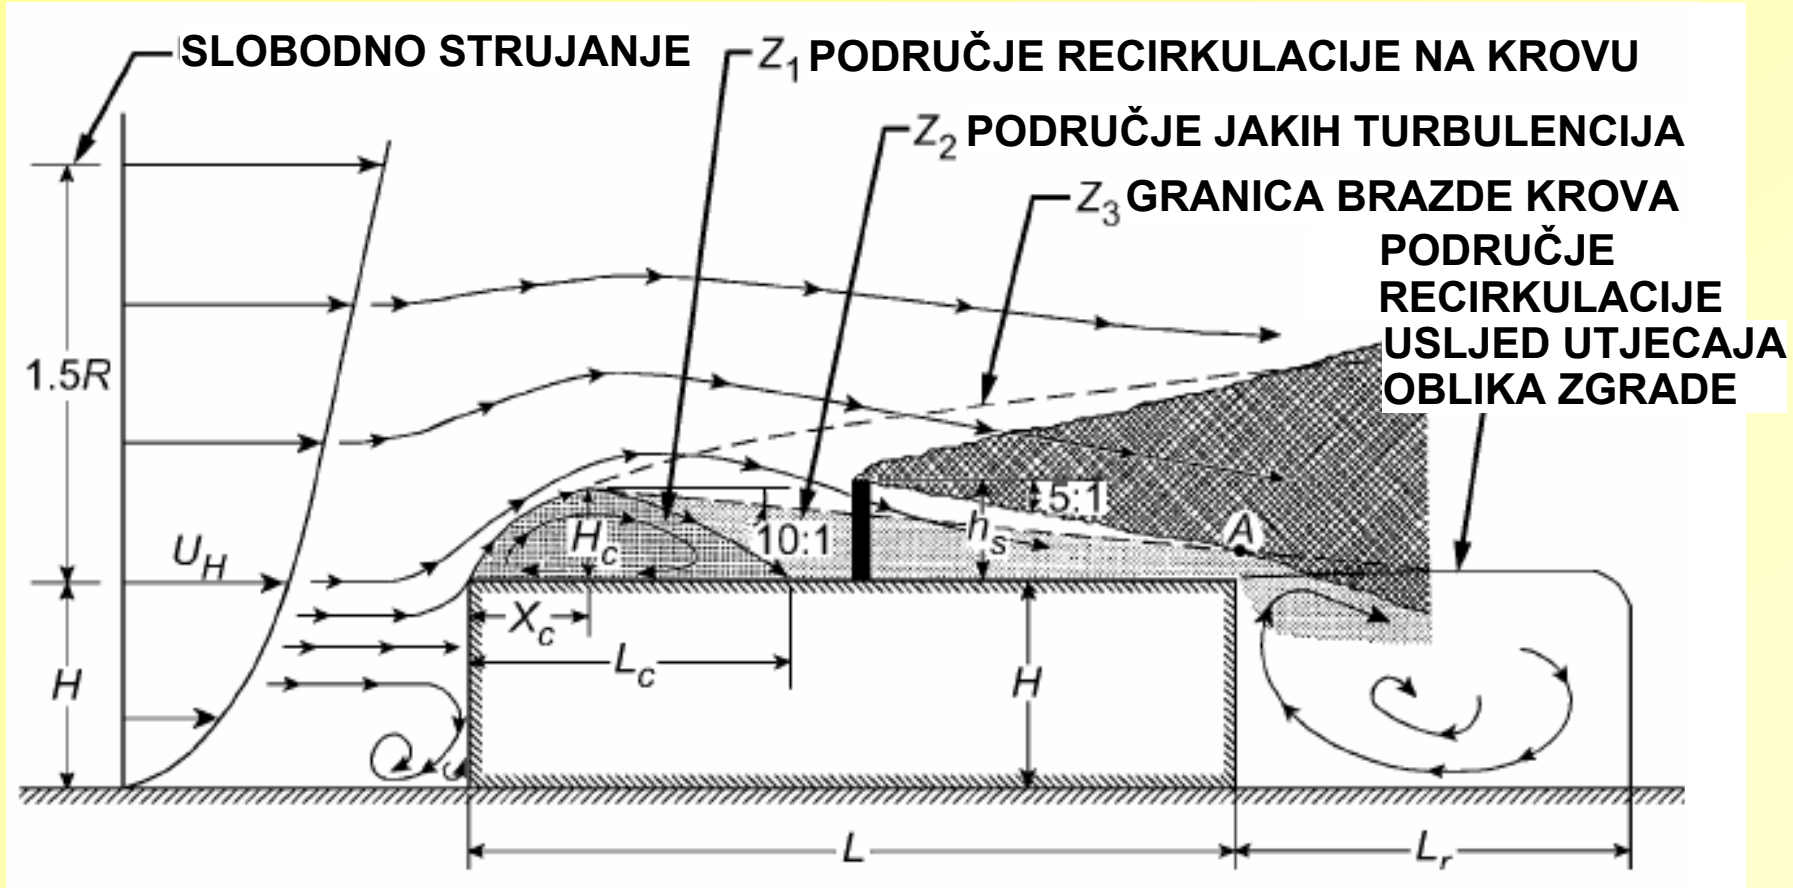 SLOBODNO STRUJANJE
Z1 PODRUČJE RECIRKULACIJE NA KROVU
Z2 PODRUČJE JAKIH TURBULENCIJA
Z3 GRANICA BRAZDE KROVA
PODRUČJE
RECIRKULACIJE
USLJED UTJECAJA
OBLIKA ZGRADE
1.5R
5:1
10:1
hs
A
Hc
UH
Xc
Lc
H
H
L
Lr